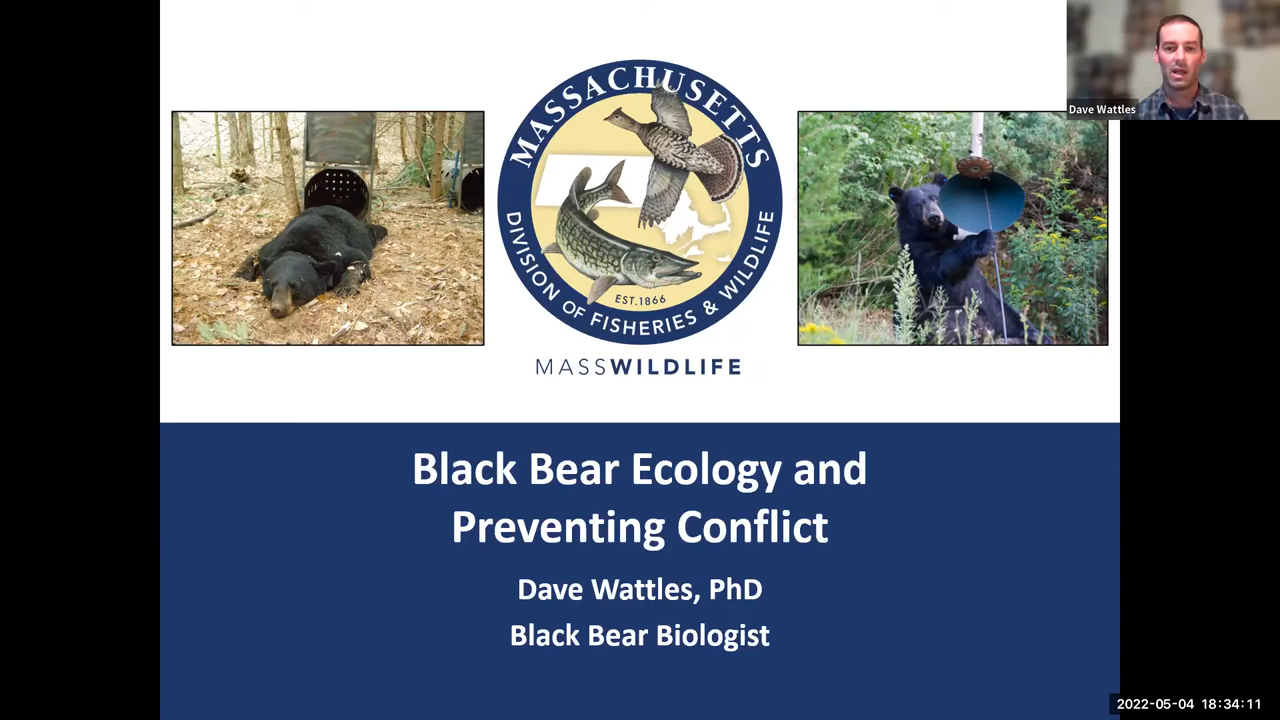 Dave Wattles
MASSACHUSETTS
DIVISION OF FISHERIES & WILDLIFE
EST.1866
MASSWILDLIFE
Black Bear Ecology and
Preventing Conflict
Dave Wattles, PhD
Black Bear Biologist
2022-05-04 18:34:11